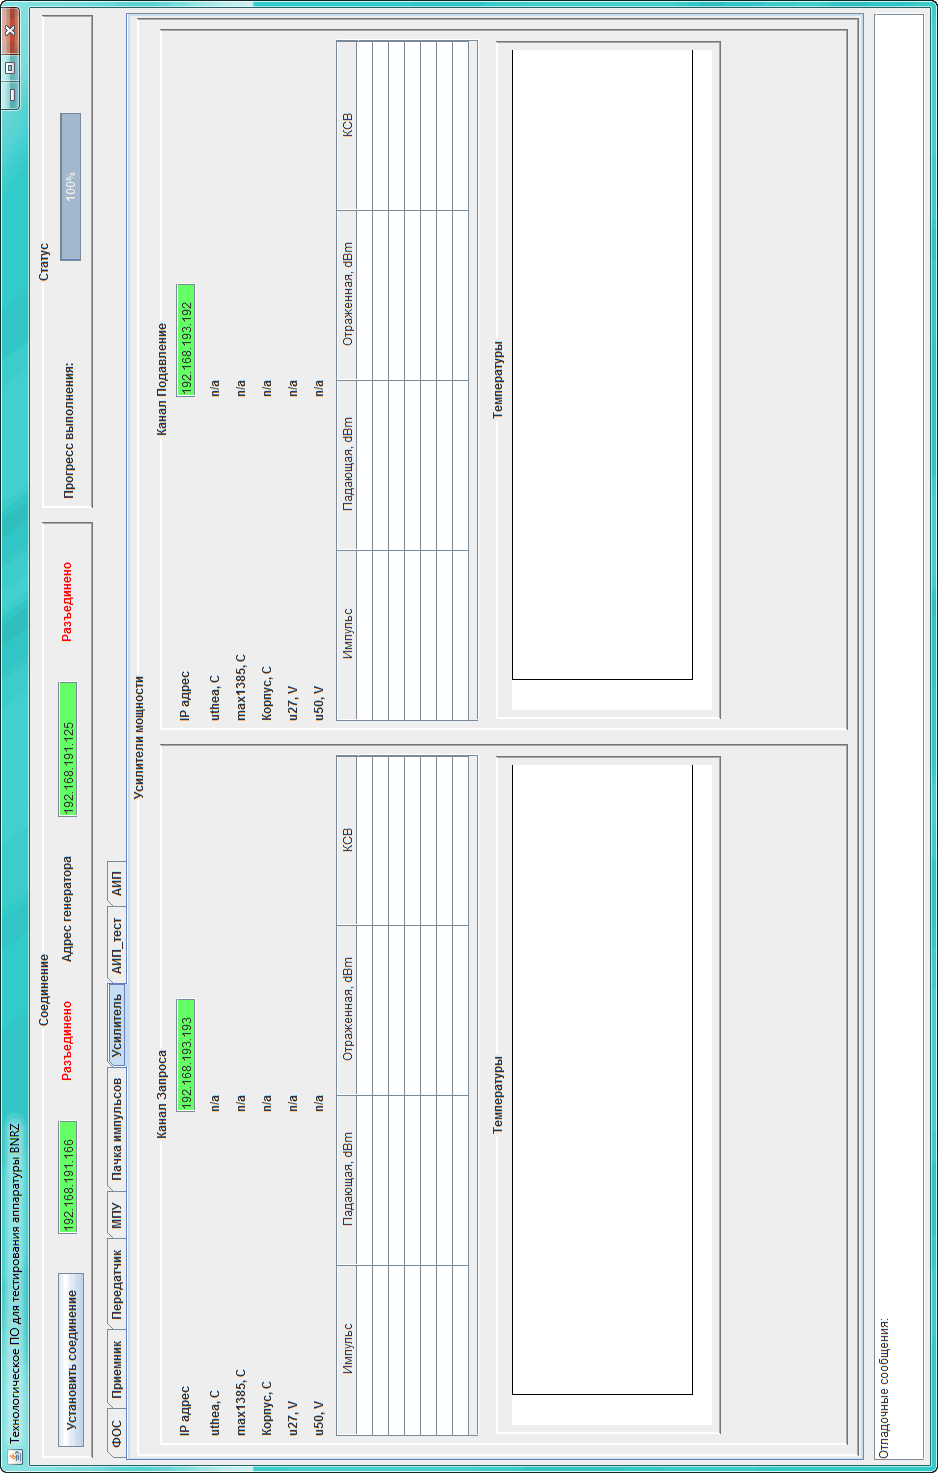 Технологическое ПО для тестирования аппаратуры BNRZ
Соединение
Установить соединение
192.168.191.166
Разъединено
Адрес генератора
192.168.191.125
Разъединено
Статус
Прогресс выполнения:
100%
ФОС
Приемник
Передатчик
МПУ
Пачка импульсов
Усилитель
АИП_тест
АИП
Усилители мощности
Канал Запроса
IP адрес 192.168.193.193
uthea, C n/a
max1385, C n/a
Корпус, C n/a
u27, V n/a
u50, V n/a
Импульс Падающая, dBm Отраженная, dBm КСВ
Температуры
Канал Подавление
IP адрес 192.168.193.192
uthea, C n/a
max1385, C n/a
Корпус, C n/a
u27, V n/a
u50, V n/a
Импульс Падающая, dBm Отраженная, dBm КСВ
Температуры
Отладочные сообщения: